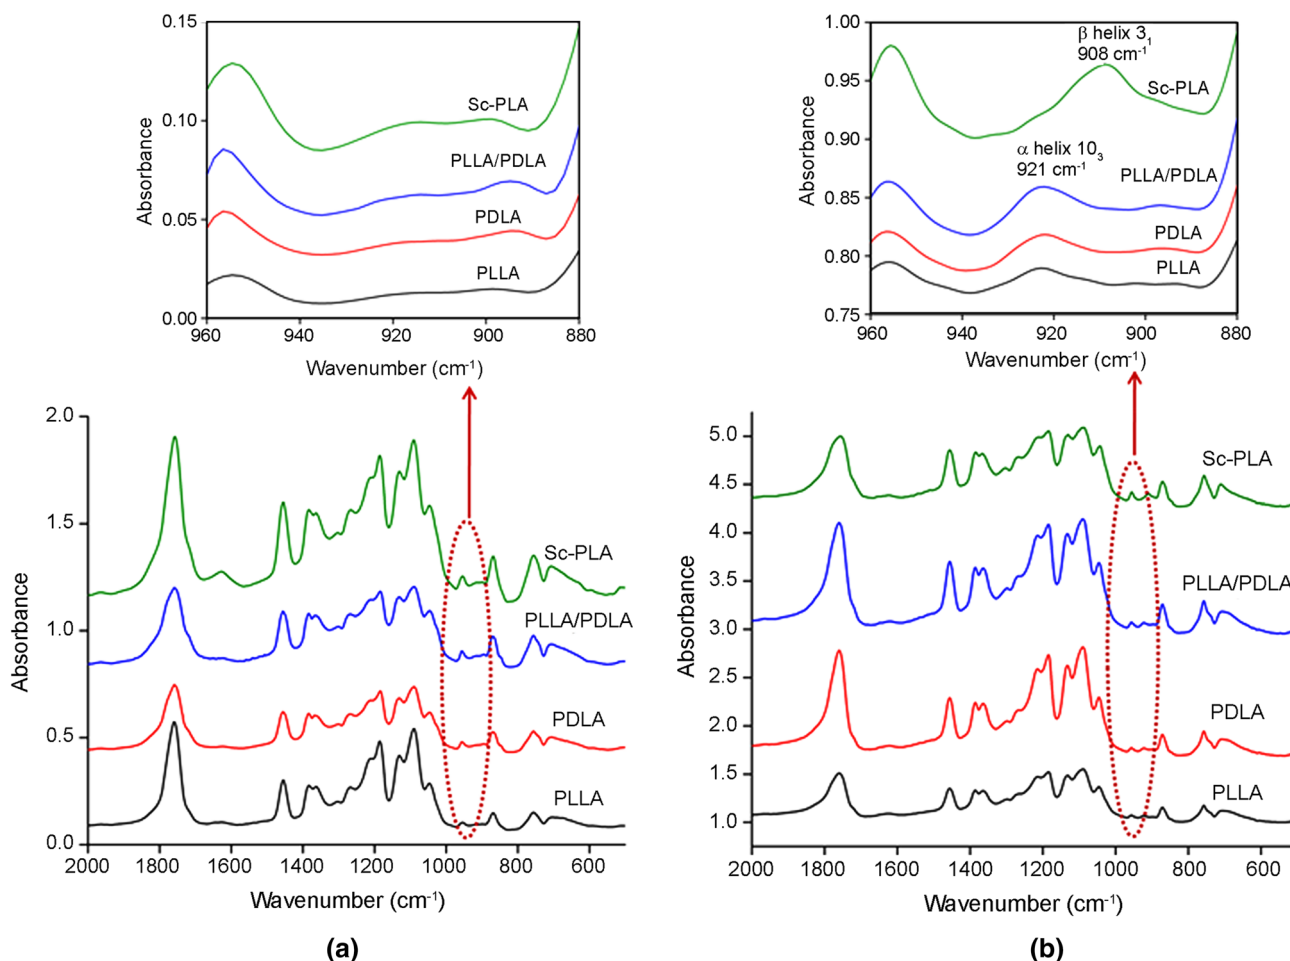 0.15
Sc-PLA
0.10
PLLA/PDLA
Absorbance
0.05
PDLA
PLLA
0.00
960 940 920 900 880
Wavenumber (cm⁻¹)
1.00
β helix 3₁
908 cm⁻¹
0.95
Sc-PLA
0.90
α helix 10₃
921 cm⁻¹
PLLA/PDLA
Absorbance
0.85
PDLA
0.80
PLLA
0.75
960 940 920 900 880
Wavenumber (cm⁻¹)
2.0
1.5
Sc-PLA
1.0
PLLA/PDLA
Absorbance
0.5
PDLA
PLLA
0.0
2000 1800 1600 1400 1200 1000 800 600
Wavenumber (cm⁻¹)
(a)
5.0
Sc-PLA
4.5
4.0
3.5
PLLA/PDLA
3.0
Absorbance
2.5
PDLA
2.0
1.5
PLLA
1.0
2000 1800 1600 1400 1200 1000 800 600
Wavenumber (cm⁻¹)
(b)